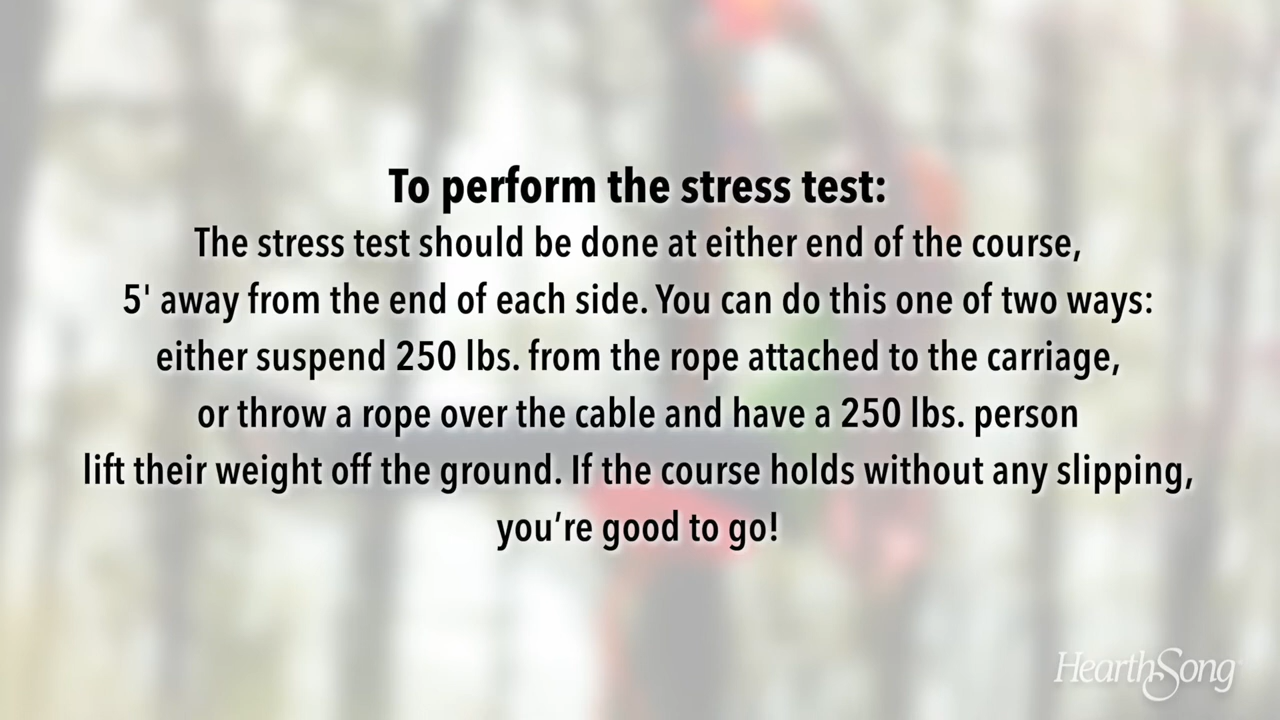 To perform the stress test:
The stress test should be done at either end of the course,
5' away from the end of each side. You can do this one of two ways:
either suspend 250 lbs. from the rope attached to the carriage,
or throw a rope over the cable and have a 250 lbs. person
lift their weight off the ground. If the course holds without any slipping,
you’re good to go!
HearthSong